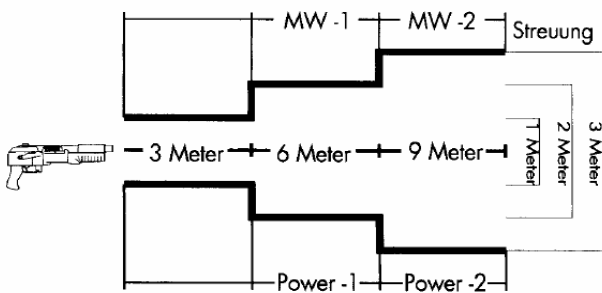 MW -1 MW -2
Streuung
3 Meter 6 Meter 9 Meter
1 Meter
2 Meter
3 Meter
Power -1 Power -2